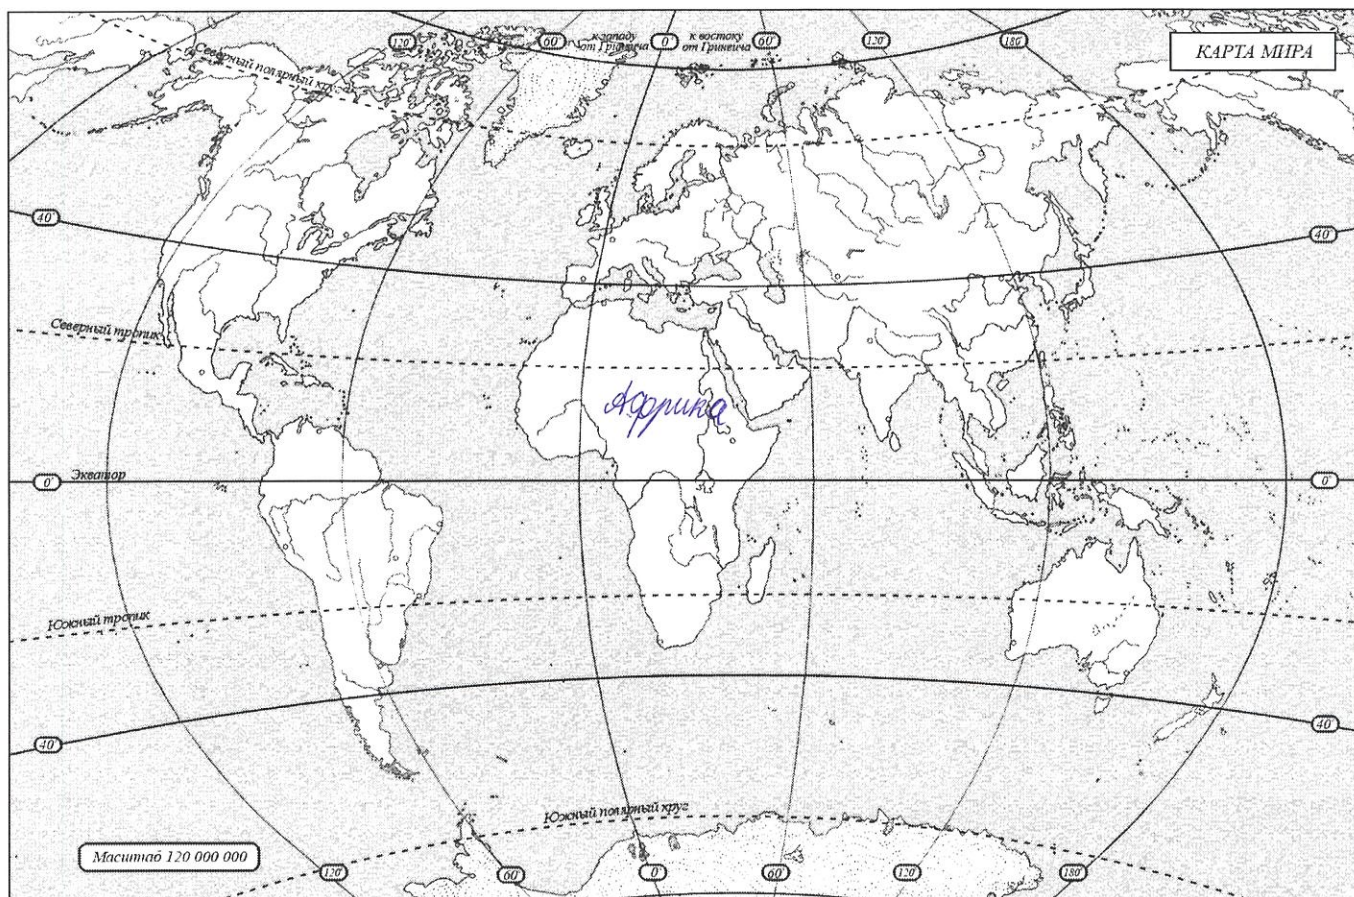 120° 60° к западу от Гринвича 0° к востоку от Гринвича 60° 120° 180°
КАРТА МИРА
Северный полярный круг
40° 40°
Северный тропик
Африка
Экватор
0° 0°
Южный тропик
40° 40°
Южный полярный круг
Масштаб 120 000 000
120° 60° 0° 60° 120° 180°